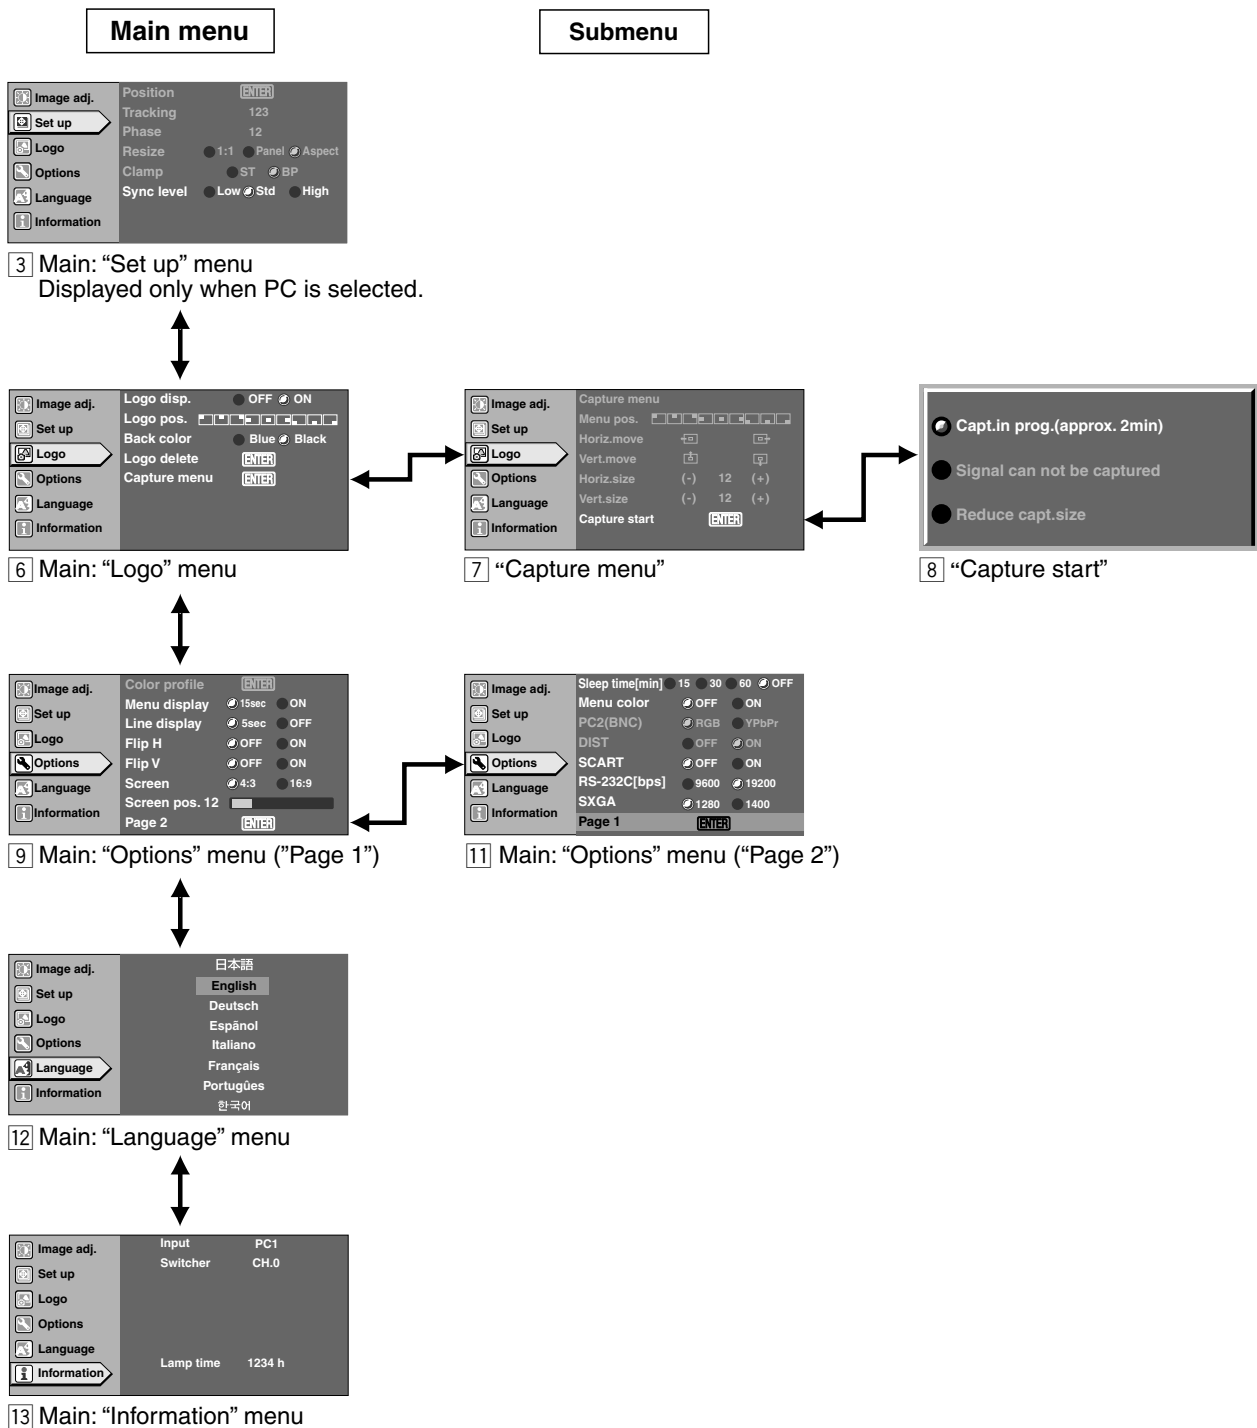 Main menu
Submenu
Image adj.
Set up
Logo
Options
Language
Information
Position ENTER
Tracking 123
Phase 12
Resize 1:1 Panel Aspect
Clamp ST BP
Sync level Low Std High
3 Main: “Set up” menu
Displayed only when PC is selected.
Image adj.
Set up
Logo
Options
Language
Information
Logo disp. OFF ON
Logo pos.
Back color Blue Black
Logo delete ENTER
Capture menu ENTER
6 Main: “Logo” menu
Image adj.
Set up
Logo
Options
Language
Information
Capture menu
Menu pos.
Horiz.move
Vert.move
Horiz.size (-) 12 (+)
Vert.size (-) 12 (+)
Capture start ENTER
7 “Capture menu”
Capt.in prog.(approx. 2min)
Signal can not be captured
Reduce capt.size
8 “Capture start”
Image adj.
Set up
Logo
Options
Language
Information
Color profile ENTER
Menu display 15sec ON
Line display 5sec OFF
Flip H OFF ON
Flip V OFF ON
Screen 4:3 16:9
Screen pos. 12
Page 2 ENTER
9 Main: “Options” menu (”Page 1”)
Image adj.
Set up
Logo
Options
Language
Information
Sleep time[min] 15 30 60 OFF
Menu color OFF ON
PC2(BNC) RGB YPbPr
DIST OFF ON
SCART OFF ON
RS-232C[bps] 9600 19200
SXGA 1280 1400
Page 1 ENTER
11 Main: “Options” menu (“Page 2”)
Image adj.
Set up
Logo
Options
Language
Information
日本語
English
Deutsch
Espānol
Italiano
Français
Portugûes
한국어
12 Main: “Language” menu
Image adj.
Set up
Logo
Options
Language
Information
Input PC1
Switcher CH.0
Lamp time 1234 h
13 Main: “Information” menu